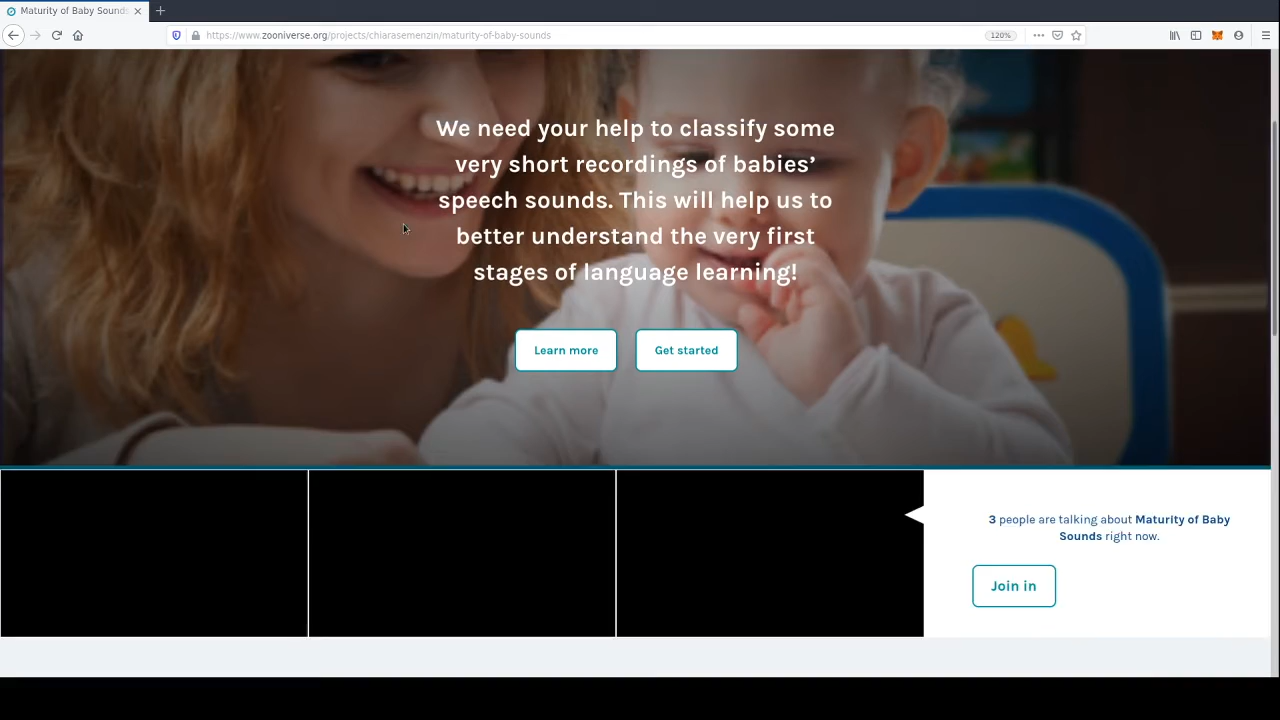 Maturity of Baby Sounds
https://www.zooniverse.org/projects/chiarasemenzin/maturity-of-baby-sounds
120%
We need your help to classify some
very short recordings of babies’
speech sounds. This will help us to
better understand the very first
stages of language learning!
Learn more
Get started
3 people are talking about Maturity of Baby
Sounds right now.
Join in